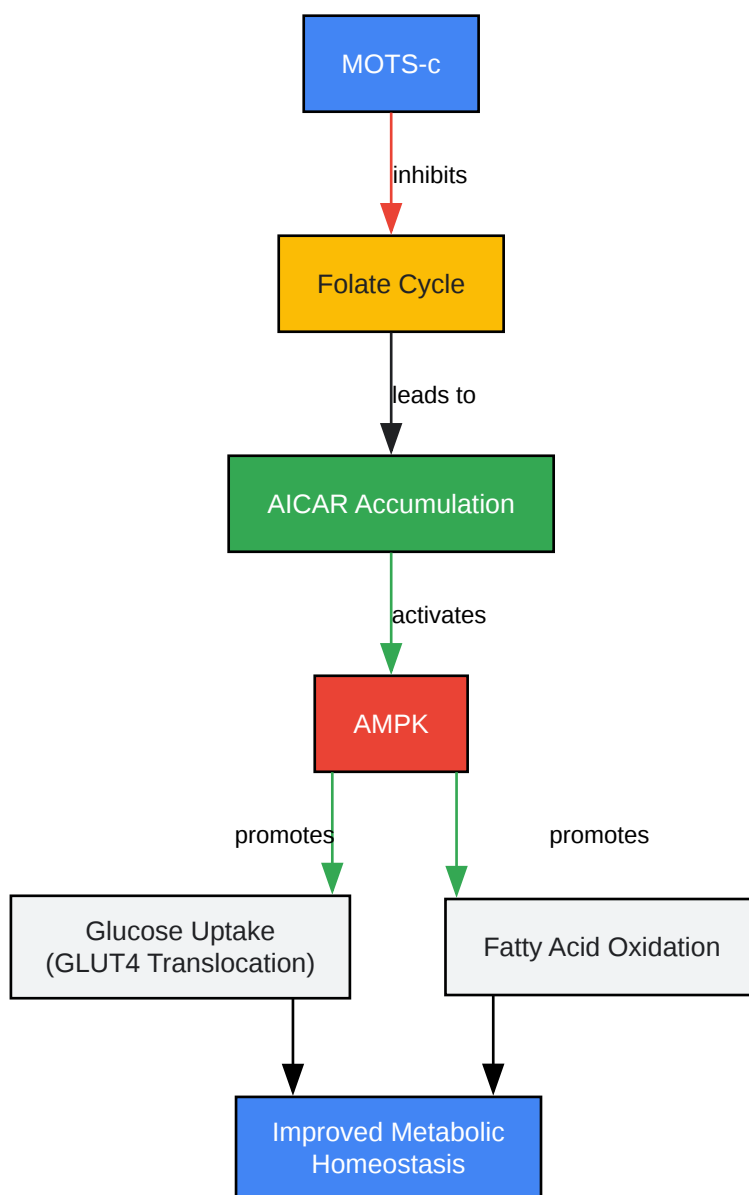 MOTS-c
inhibits
Folate Cycle
leads to
AICAR Accumulation
activates
AMPK
promotes
promotes
Glucose Uptake
(GLUT4 Translocation)
Fatty Acid Oxidation
Improved Metabolic
Homeostasis